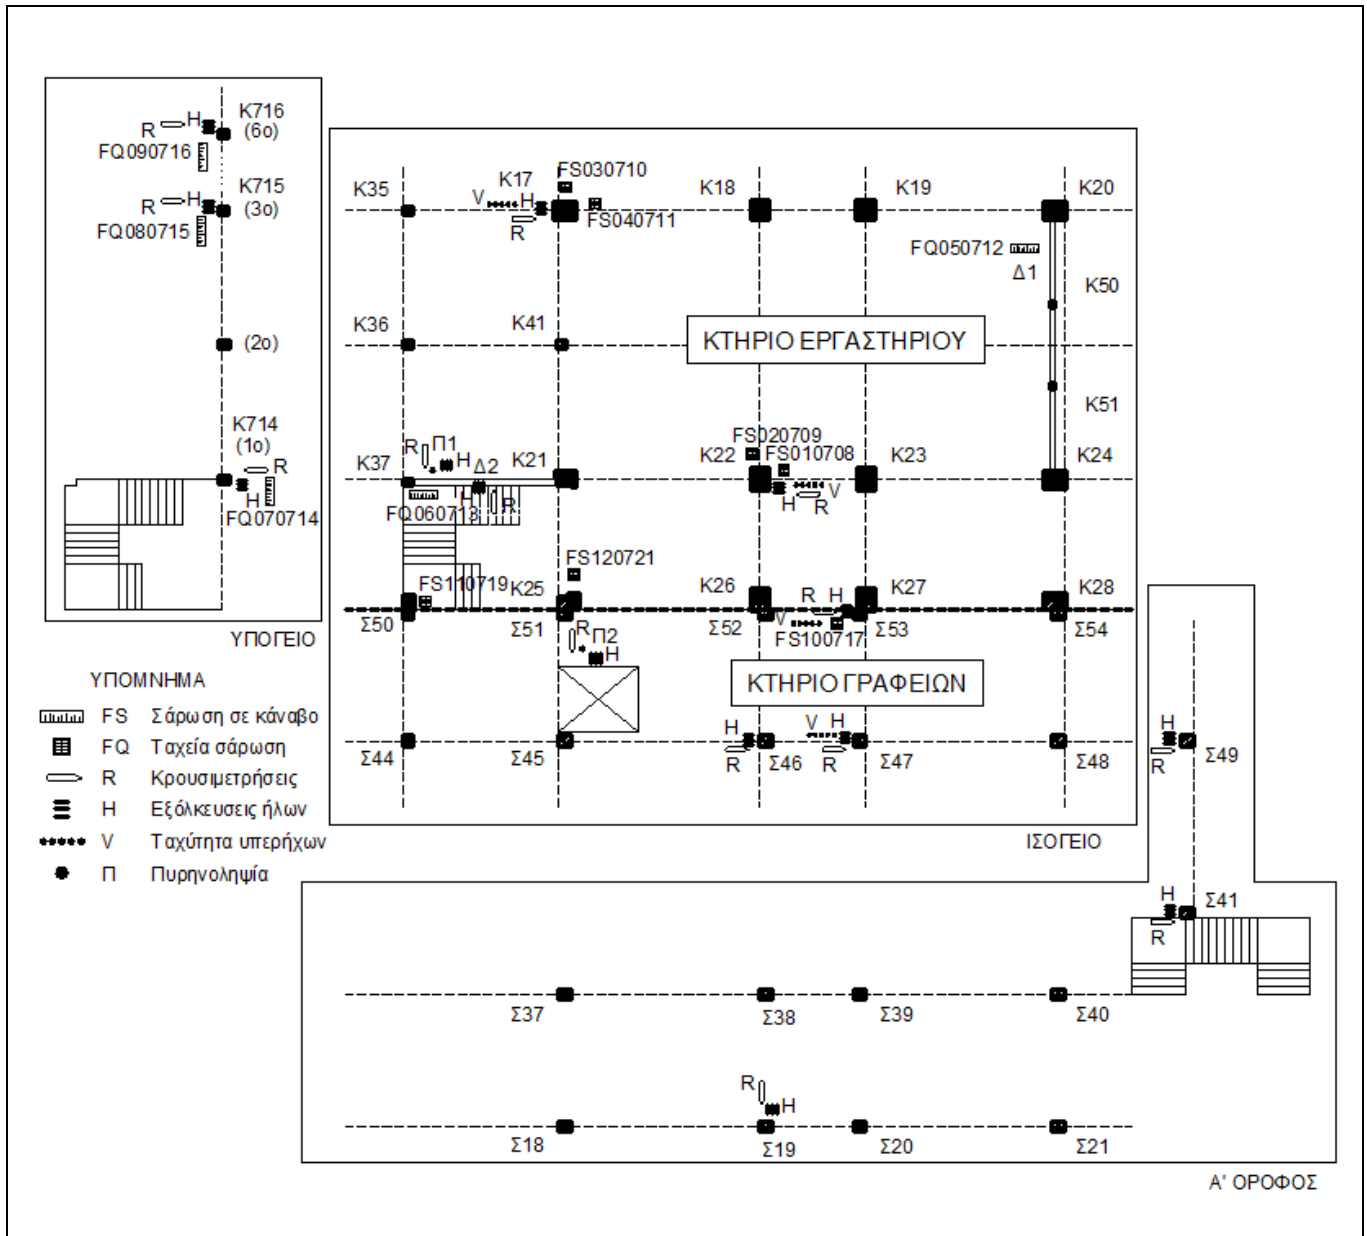 K716
(6ο)
R
H
FQ090716
K715
(3ο)
R
H
FQ080715
(2ο)
K714
(1ο)
R
H
FQ070714
ΥΠΟΓΕΙΟ
K35
V
K17
H
R
FS030710
FS040711
K18
K19
K20
FQ050712
Δ1
K50
K36
K41
ΚΤΗΡΙΟ ΕΡΓΑΣΤΗΡΙΟΥ
K51
K37
R
Π1
H
Δ2
K21
H
R
FQ060713
FS020709
FS010708
K22
K23
K24
H
R
V
FS110719
FS120721
K25
K26
R
H
K27
K28
Σ50
Σ51
Σ52
V
FS100717
Σ53
Σ54
R
Π2
H
ΚΤΗΡΙΟ ΓΡΑΦΕΙΩΝ
Σ44
Σ45
H
R
Σ46
V
H
R
Σ47
Σ48
ΙΣΟΓΕΙΟ
ΥΠΟΜΝΗΜΑ
FS Σάρωση σε κάναβο
FQ Ταχεία σάρωση
R Κρουσιμετρήσεις
H Εξόλκευσεις ήλων
V Ταχύτητα υπερήχων
Π Πυρηνοληψία
H
R
Σ49
H
R
Σ41
Σ37
Σ38
Σ39
Σ40
R
H
Σ18
Σ19
Σ20
Σ21
Α' ΟΡΟΦΟΣ